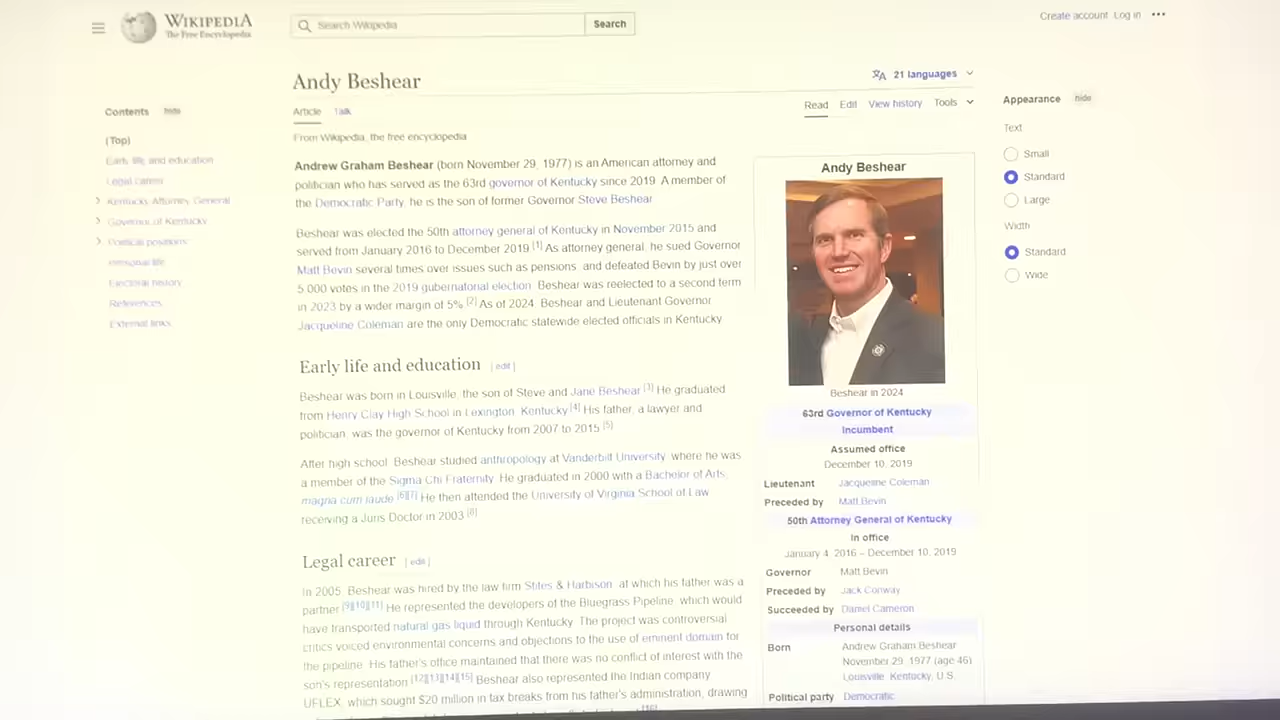 WIKIPEDIA
The Free Encyclopedia
Search Wikipedia
Search
Create account Log in •••
Andy Beshear
21 languages
Contents hide
Article Talk
Read Edit View history Tools
Appearance hide
From Wikipedia, the free encyclopedia
(Top)
Early life and education
Legal career
Kentucky Attorney General
Governor of Kentucky
Political positions
Personal life
Electoral history
References
External links
Andrew Graham Beshear (born November 29, 1977) is an American attorney and
politician who has served as the 63rd governor of Kentucky since 2019. A member of
the Democratic Party, he is the son of former Governor Steve Beshear.
Beshear was elected the 50th attorney general of Kentucky in November 2015 and
served from January 2016 to December 2019.[1] As attorney general, he sued Governor
Matt Bevin several times over issues such as pensions, and defeated Bevin by just over
5,000 votes in the 2019 gubernatorial election. Beshear was reelected to a second term
in 2023 by a wider margin of 5%.[2] As of 2024, Beshear and Lieutenant Governor
Jacqueline Coleman are the only Democratic statewide elected officials in Kentucky.
Early life and education [ edit ]
Beshear was born in Louisville, the son of Steve and Jane Beshear.[3] He graduated
from Henry Clay High School in Lexington, Kentucky.[4] His father, a lawyer and
politician, was the governor of Kentucky from 2007 to 2015.[5]
After high school, Beshear studied anthropology at Vanderbilt University, where he was
a member of the Sigma Chi Fraternity. He graduated in 2000 with a Bachelor of Arts,
magna cum laude.[6][7] He then attended the University of Virginia School of Law,
receiving a Juris Doctor in 2003.[8]
Legal career [ edit ]
In 2005, Beshear was hired by the law firm Stites & Harbison, at which his father was a
partner.[9][10][11] He represented the developers of the Bluegrass Pipeline, which would
have transported natural gas liquid through Kentucky. The project was controversial;
critics voiced environmental concerns and objections to the use of eminent domain for
the pipeline. His father's office maintained that there was no conflict of interest with the
son's representation.[12][13][14][15] Beshear also represented the Indian company
UFLEX, which sought $20 million in tax breaks from his father's administration, drawing
[16]
Andy Beshear
Beshear in 2024
63rd Governor of Kentucky
Incumbent
Assumed office
December 10, 2019
Lieutenant Jacqueline Coleman
Preceded by Matt Bevin
50th Attorney General of Kentucky
In office
January 4, 2016 – December 10, 2019
Governor Matt Bevin
Preceded by Jack Conway
Succeeded by Daniel Cameron
Personal details
Born Andrew Graham Beshear
November 29, 1977 (age 46)
Louisville, Kentucky, U.S.
Political party Democratic
Text
Small
Standard
Large
Width
Standard
Wide